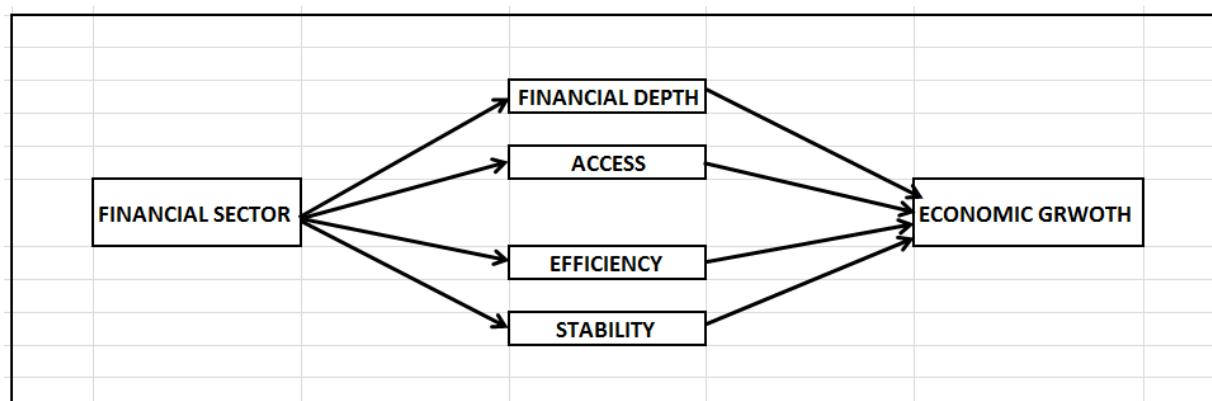 FINANCIAL DEPTH
ACCESS
FINANCIAL SECTOR
ECONOMIC GRWOTH
EFFICIENCY
STABILITY